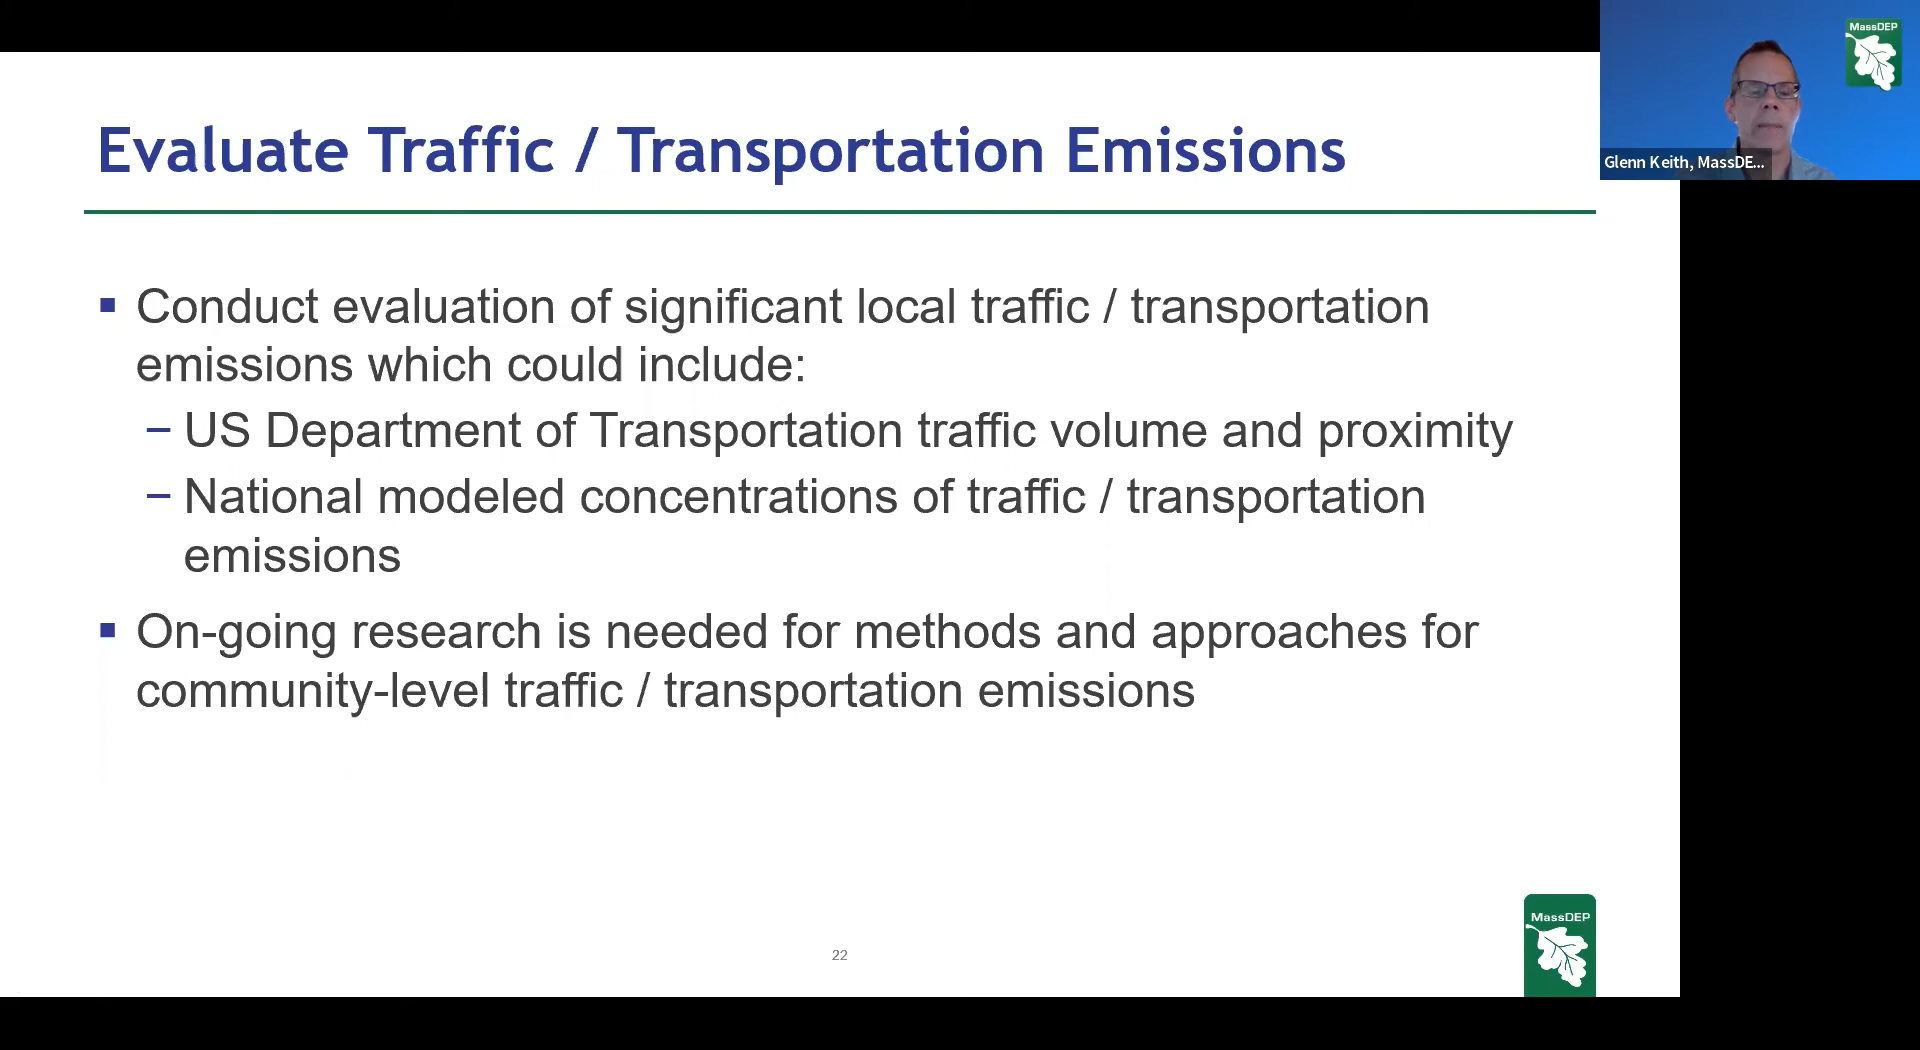 Evaluate Traffic / Transportation Emissions
▪ Conduct evaluation of significant local traffic / transportation
emissions which could include:
– US Department of Transportation traffic volume and proximity
– National modeled concentrations of traffic / transportation
emissions
▪ On-going research is needed for methods and approaches for
community-level traffic / transportation emissions
22
MassDEP
MassDEP
Glenn Keith, MassDE...